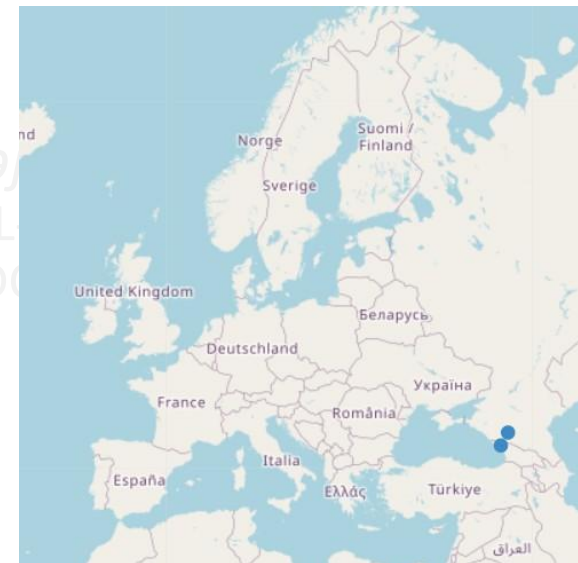 nd
Norge
Suomi /
Finland
Sverige
United Kingdom
Беларусь
Deutschland
Україна
France
România
Italia
España
Ελλάς
Türkiye
العراق